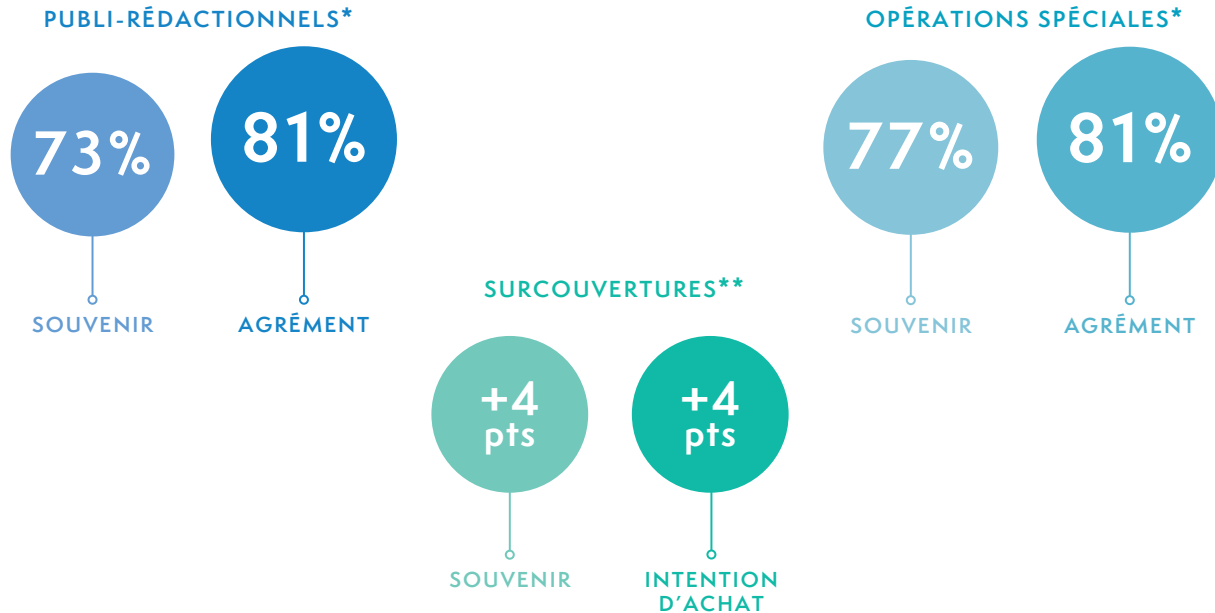 PUBLI-RÉDACTIONNELS*
73%
81%
SOUVENIR
AGRÉMENT
OPÉRATIONS SPÉCIALES*
77%
81%
SOUVENIR
AGRÉMENT
SURCOUVERTURES**
+4
pts
+4
pts
SOUVENIR
INTENTION
D'ACHAT